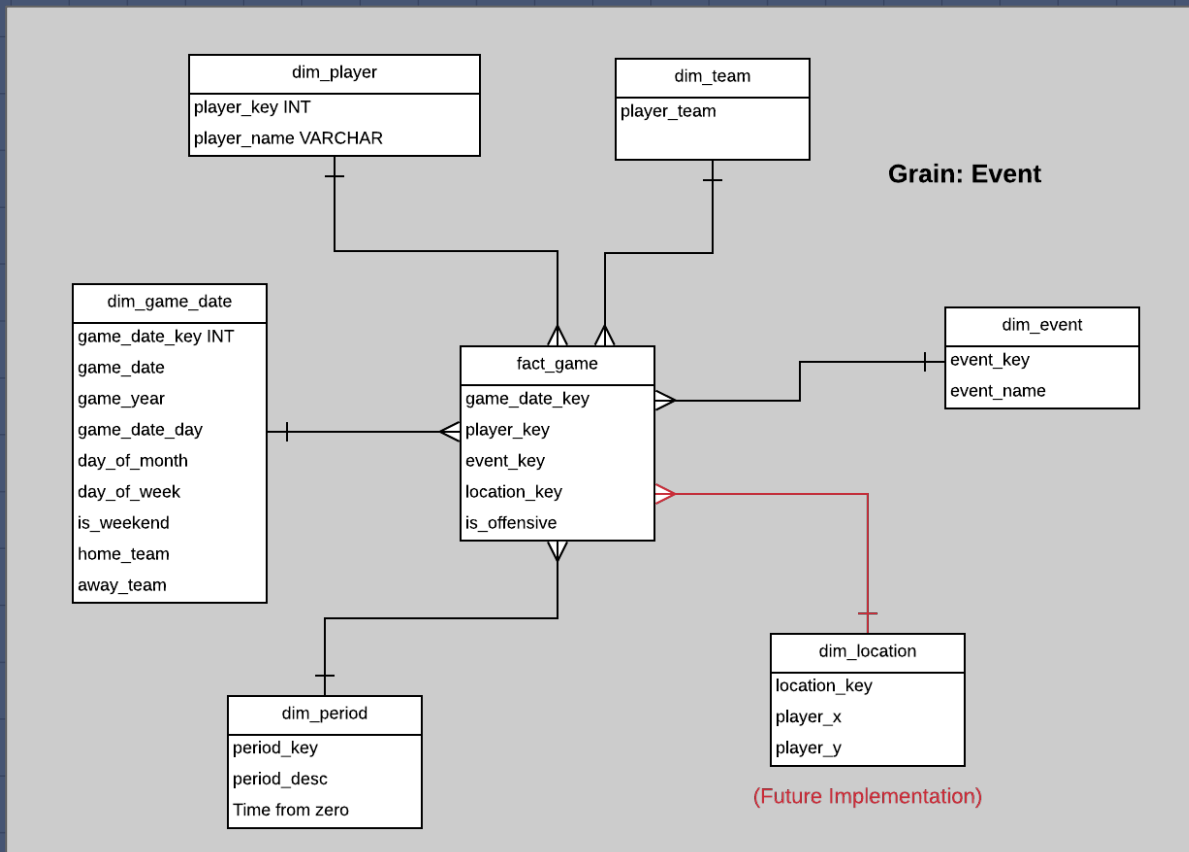 dim_player
player_key INT
player_name VARCHAR
dim_team
player_team
Grain: Event
dim_game_date
game_date_key INT
game_date
game_year
game_date_day
day_of_month
day_of_week
is_weekend
home_team
away_team
fact_game
game_date_key
player_key
event_key
location_key
is_offensive
dim_event
event_key
event_name
dim_period
period_key
period_desc
Time from zero
dim_location
location_key
player_x
player_y
(Future Implementation)